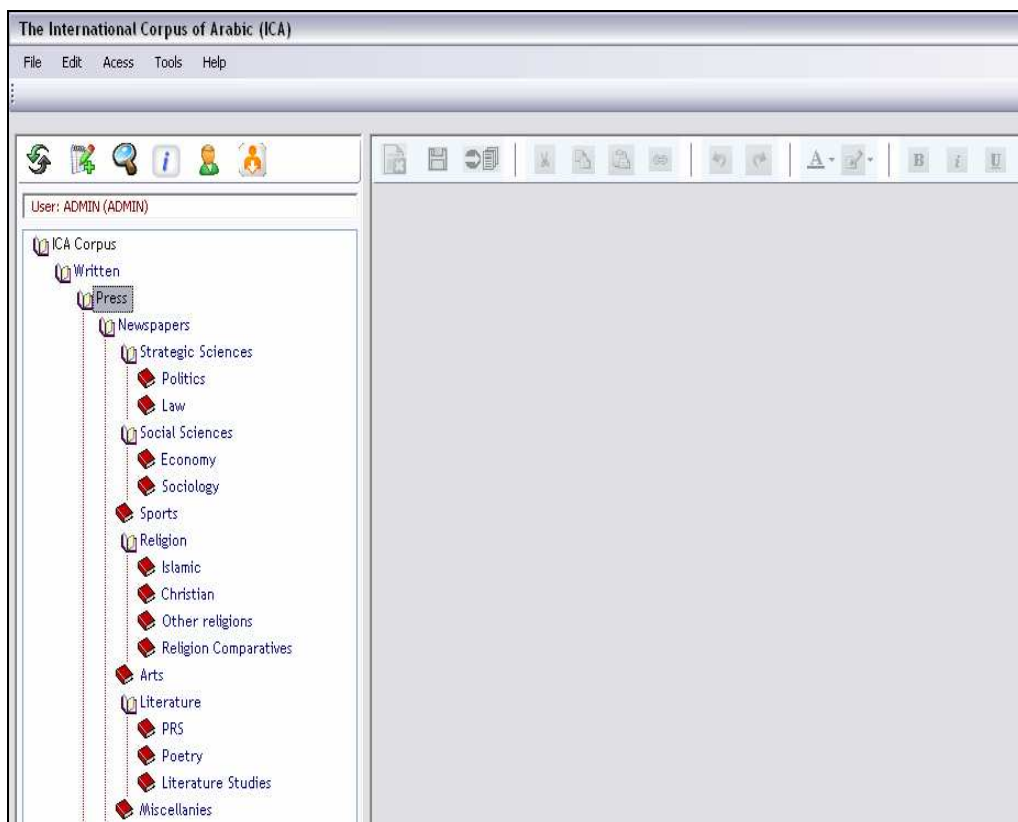 The International Corpus of Arabic (ICA)
File Edit Acess Tools Help
User: ADMIN (ADMIN)
A B i U
ICA Corpus
Written
Press
Newspapers
Strategic Sciences
Politics
Law
Social Sciences
Economy
Sociology
Sports
Religion
Islamic
Christian
Other religions
Religion Comparatives
Arts
Literature
PRS
Poetry
Literature Studies
Miscellanies